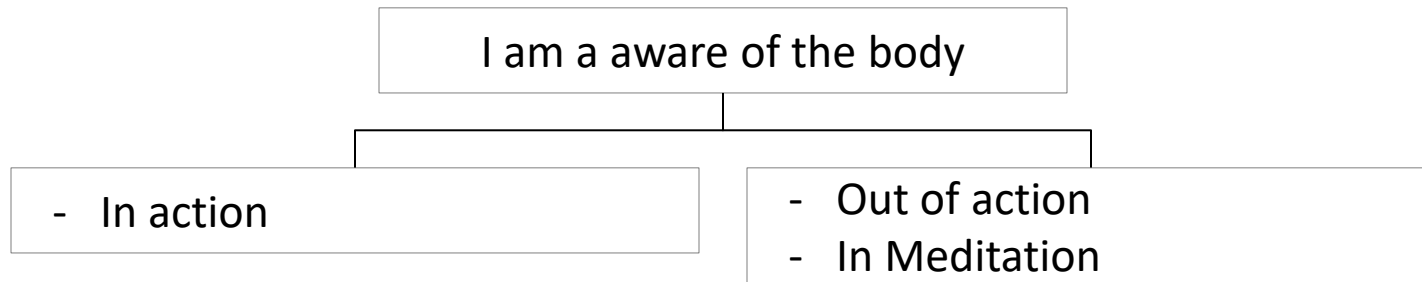 I am a aware of the body
- In action
- Out of action
- In Meditation